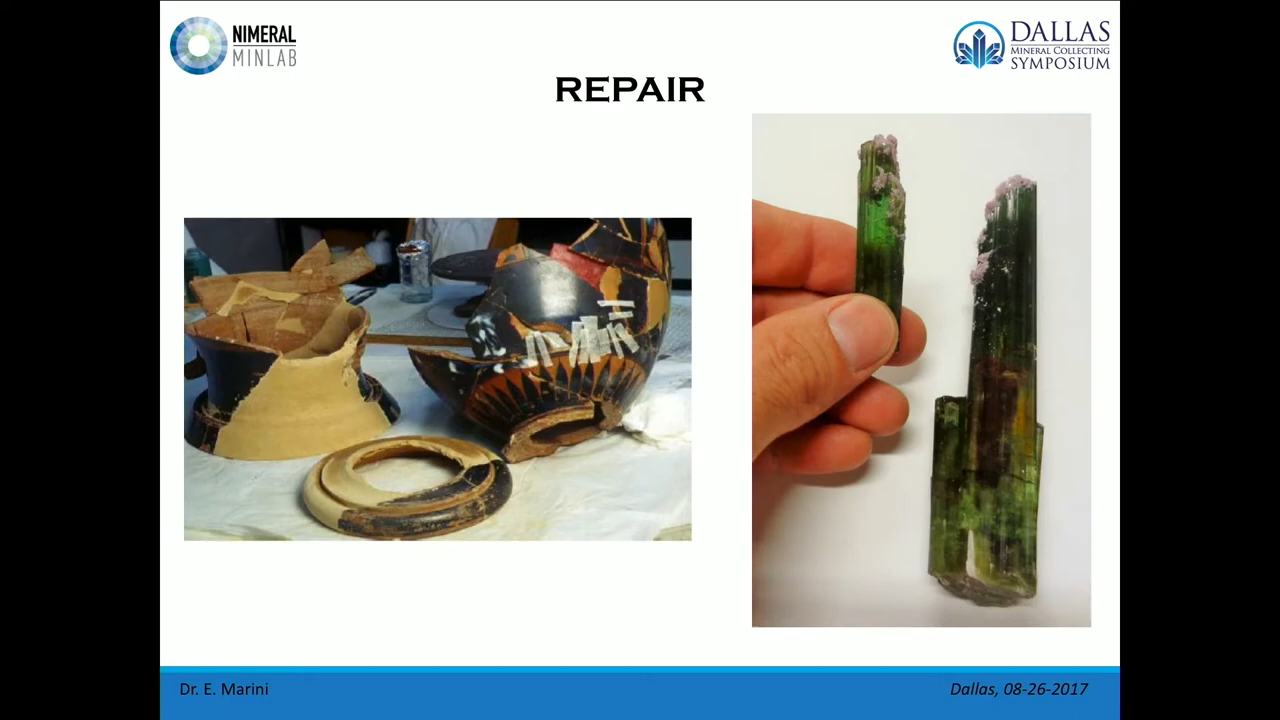 NIMERAL
MINLAB
DALLAS
MINERAL COLLECTING
SYMPOSIUM
REPAIR
Dr. E. Marini
Dallas, 08-26-2017